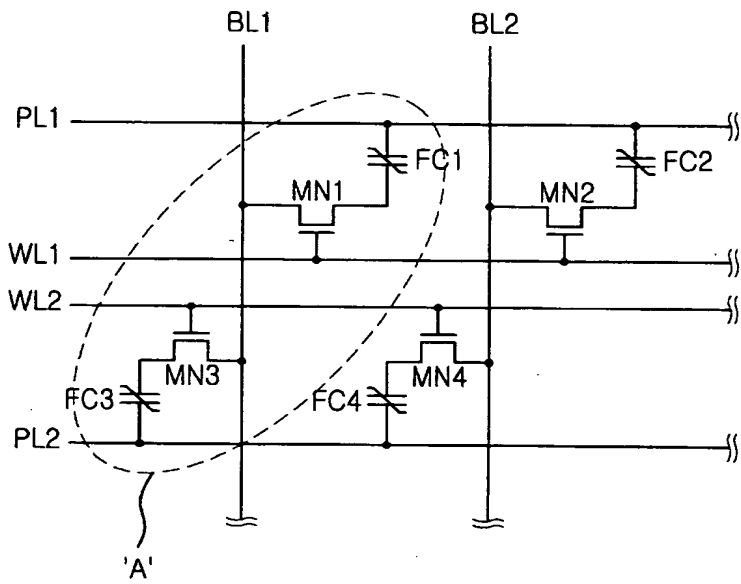 BL1 BL2
PL1
FC1 FC2
MN1 MN2
WL1
WL2
MN3 MN4
FC3 FC4
PL2
'A'